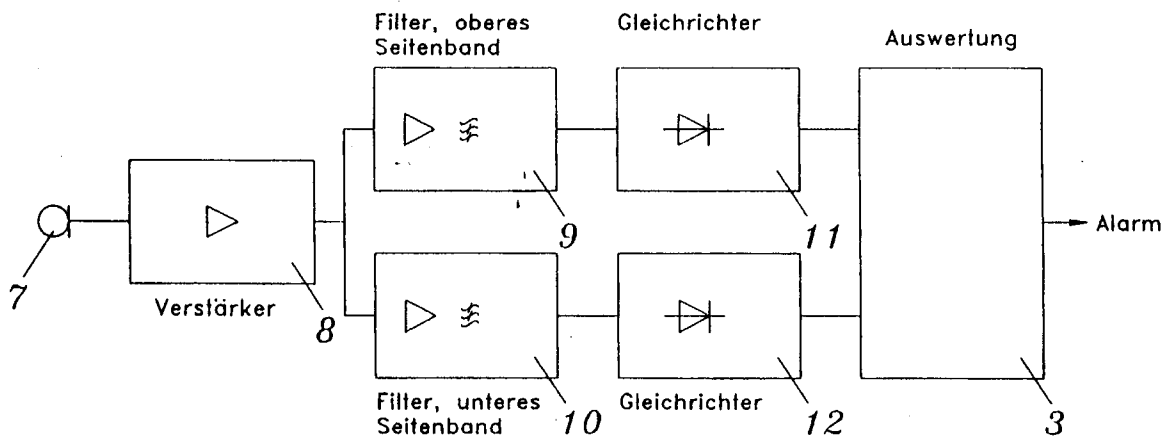 Filter, oberes
Seitenband
Gleichrichter
Auswertung
9
11
7
Verstärker
8
Alarm
Filter, unteres
Seitenband
10
Gleichrichter
12
3